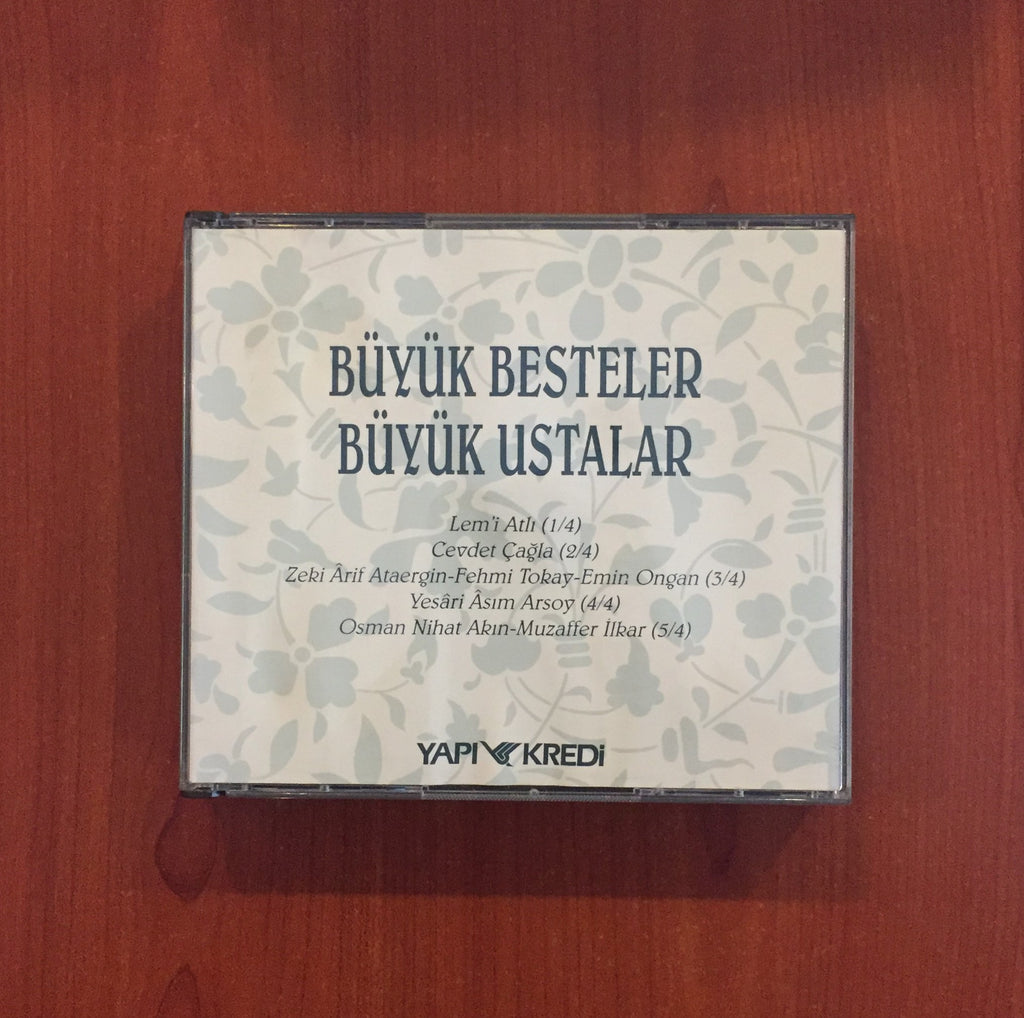 BÜYÜK BESTELER
BÜYÜK USTALAR
Lem'i Atlı (1/4)
Cevdet Çağla (2/4)
Zeki Ârif Ataergin-Fehmi Tokay-Emin Ongan (3/4)
Yesâri Âsım Arsoy (4/4)
Osman Nihat Akın-Muzaffer İlkar (5/4)
YAPI KREDİ